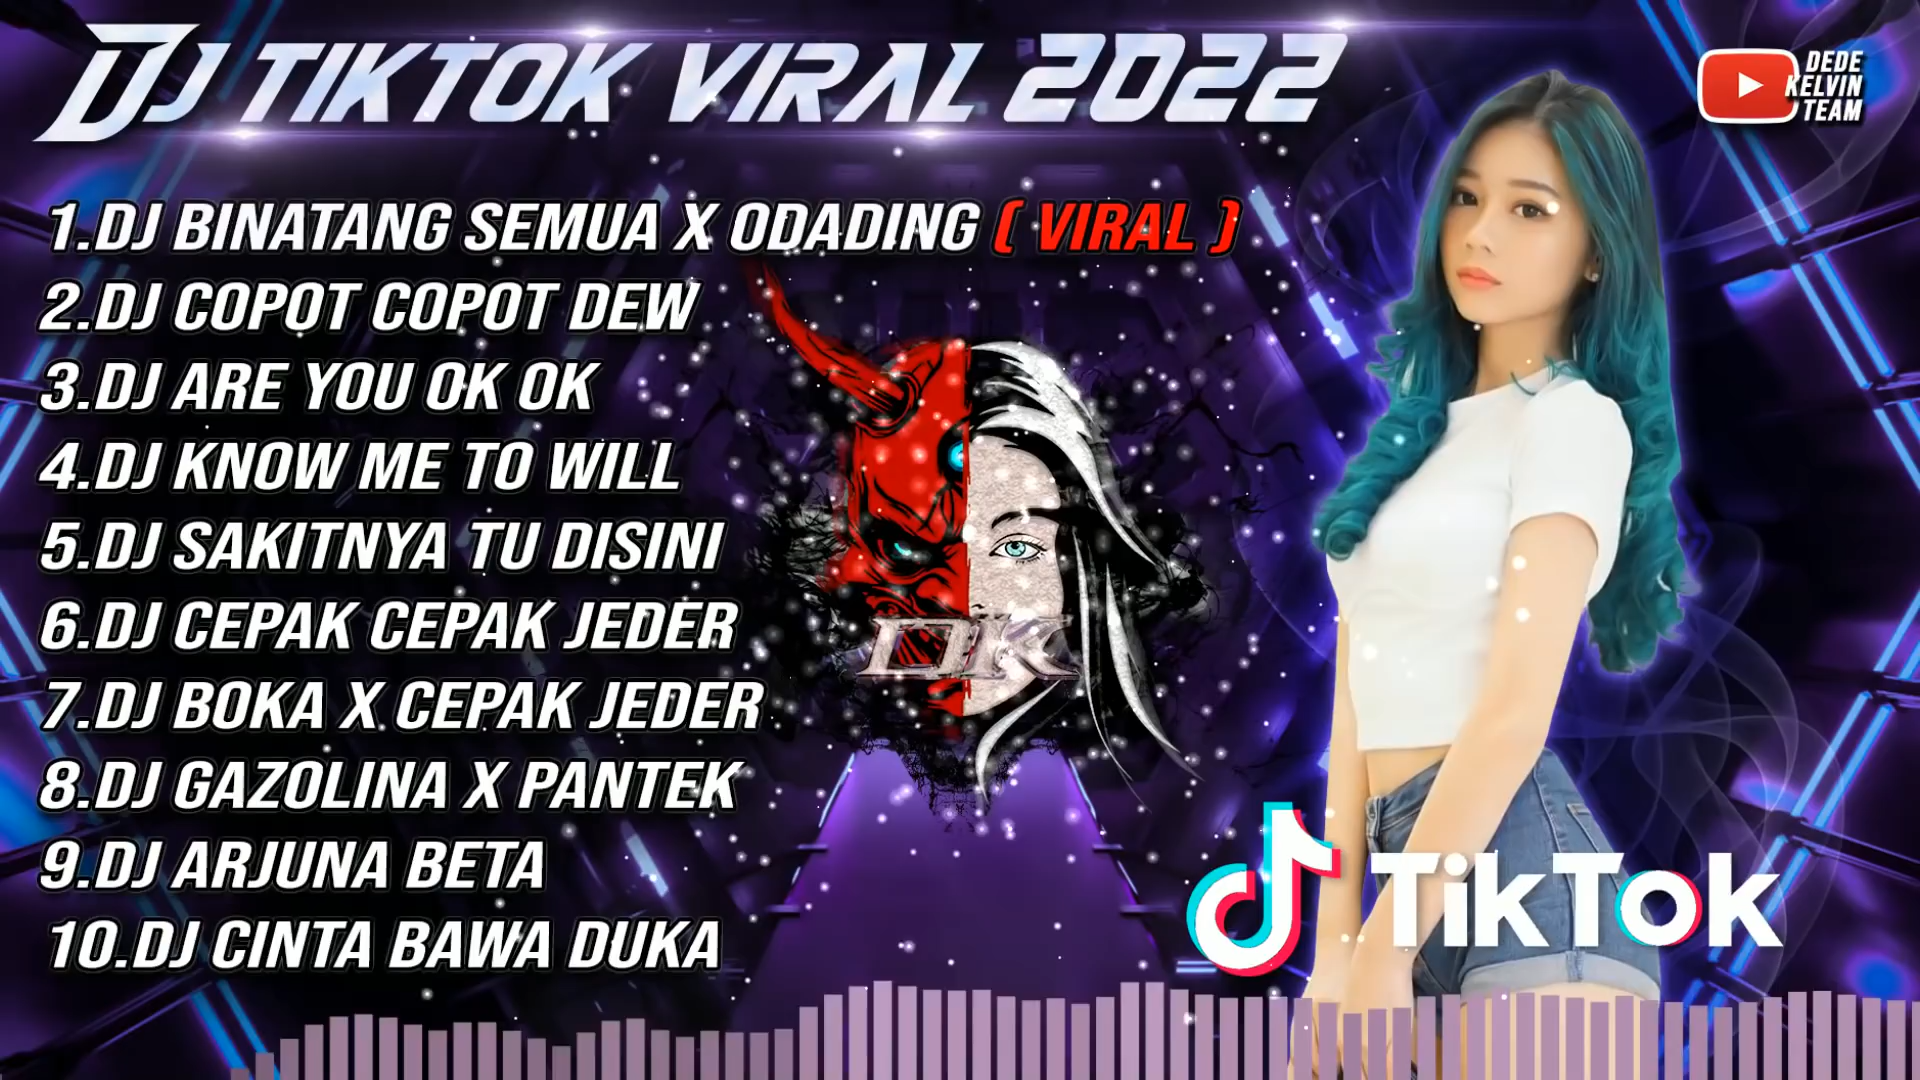 DJ TIKTOK VIRAL 2022
DEDE
KELVIN
TEAM
1.DJ BINATANG SEMUA X ODADING ( VIRAL )
2.DJ COPOT COPOT DEW
3.DJ ARE YOU OK OK
4.DJ KNOW ME TO WILL
5.DJ SAKITNYA TU DISINI
6.DJ CEPAK CEPAK JEDER
7.DJ BOKA X CEPAK JEDER
8.DJ GAZOLINA X PANTEK
9.DJ ARJUNA BETA
10.DJ CINTA BAWA DUKA
DK
TikTok